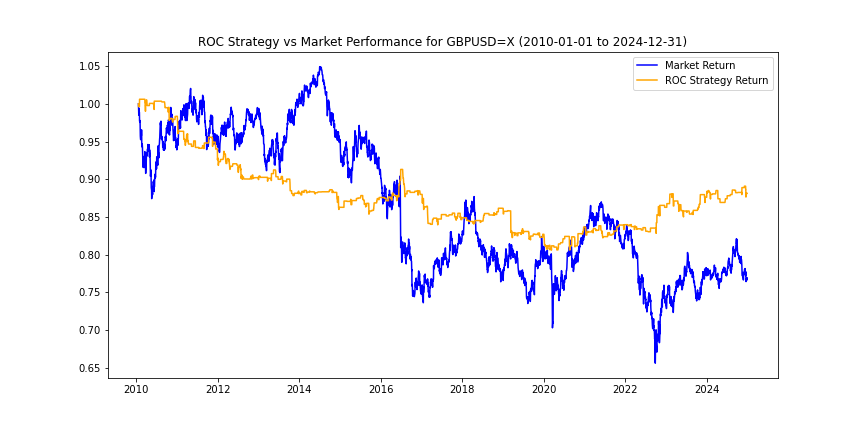 ROC Strategy vs Market Performance for GBPUSD=X (2010-01-01 to 2024-12-31)
Market Return
ROC Strategy Return
1.05
1.00
0.95
0.90
0.85
0.80
0.75
0.70
0.65
2010 2012 2014 2016 2018 2020 2022 2024